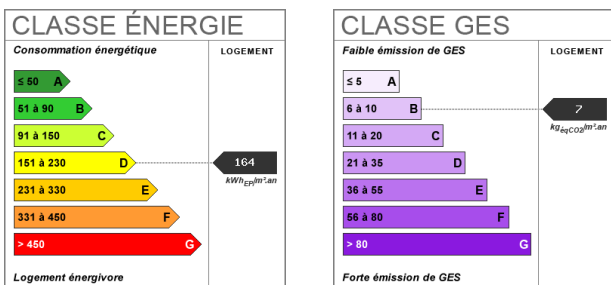 CLASSE ÉNERGIE
Consommation énergétique
LOGEMENT
≤ 50 A
51 à 90 B
91 à 150 C
151 à 230 D
164
kWhEP/m².an
231 à 330 E
331 à 450 F
> 450 G
Logement énergivore
CLASSE GES
Faible émission de GES
LOGEMENT
≤ 5 A
6 à 10 B
7
kgéqCO2/m².an
11 à 20 C
21 à 35 D
36 à 55 E
56 à 80 F
> 80 G
Forte émission de GES